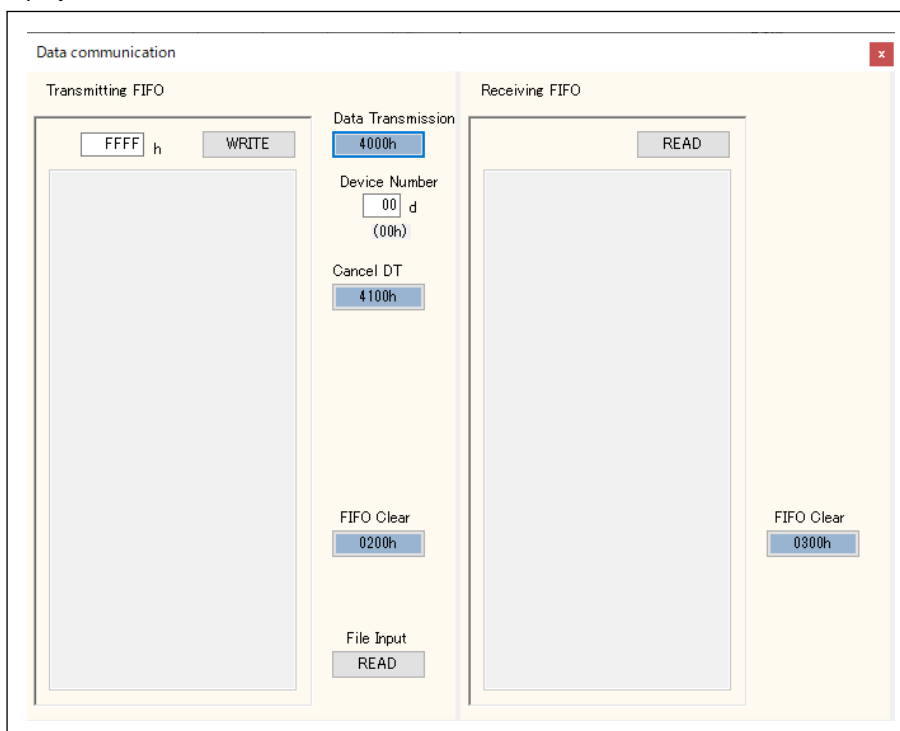 Data communication
x
Transmitting FIFO
FFFF h
WRITE
Data Transmission
4000h
Device Number
00 d
(00h)
Cancel DT
4100h
FIFO Clear
0200h
File Input
READ
Receiving FIFO
READ
FIFO Clear
0300h